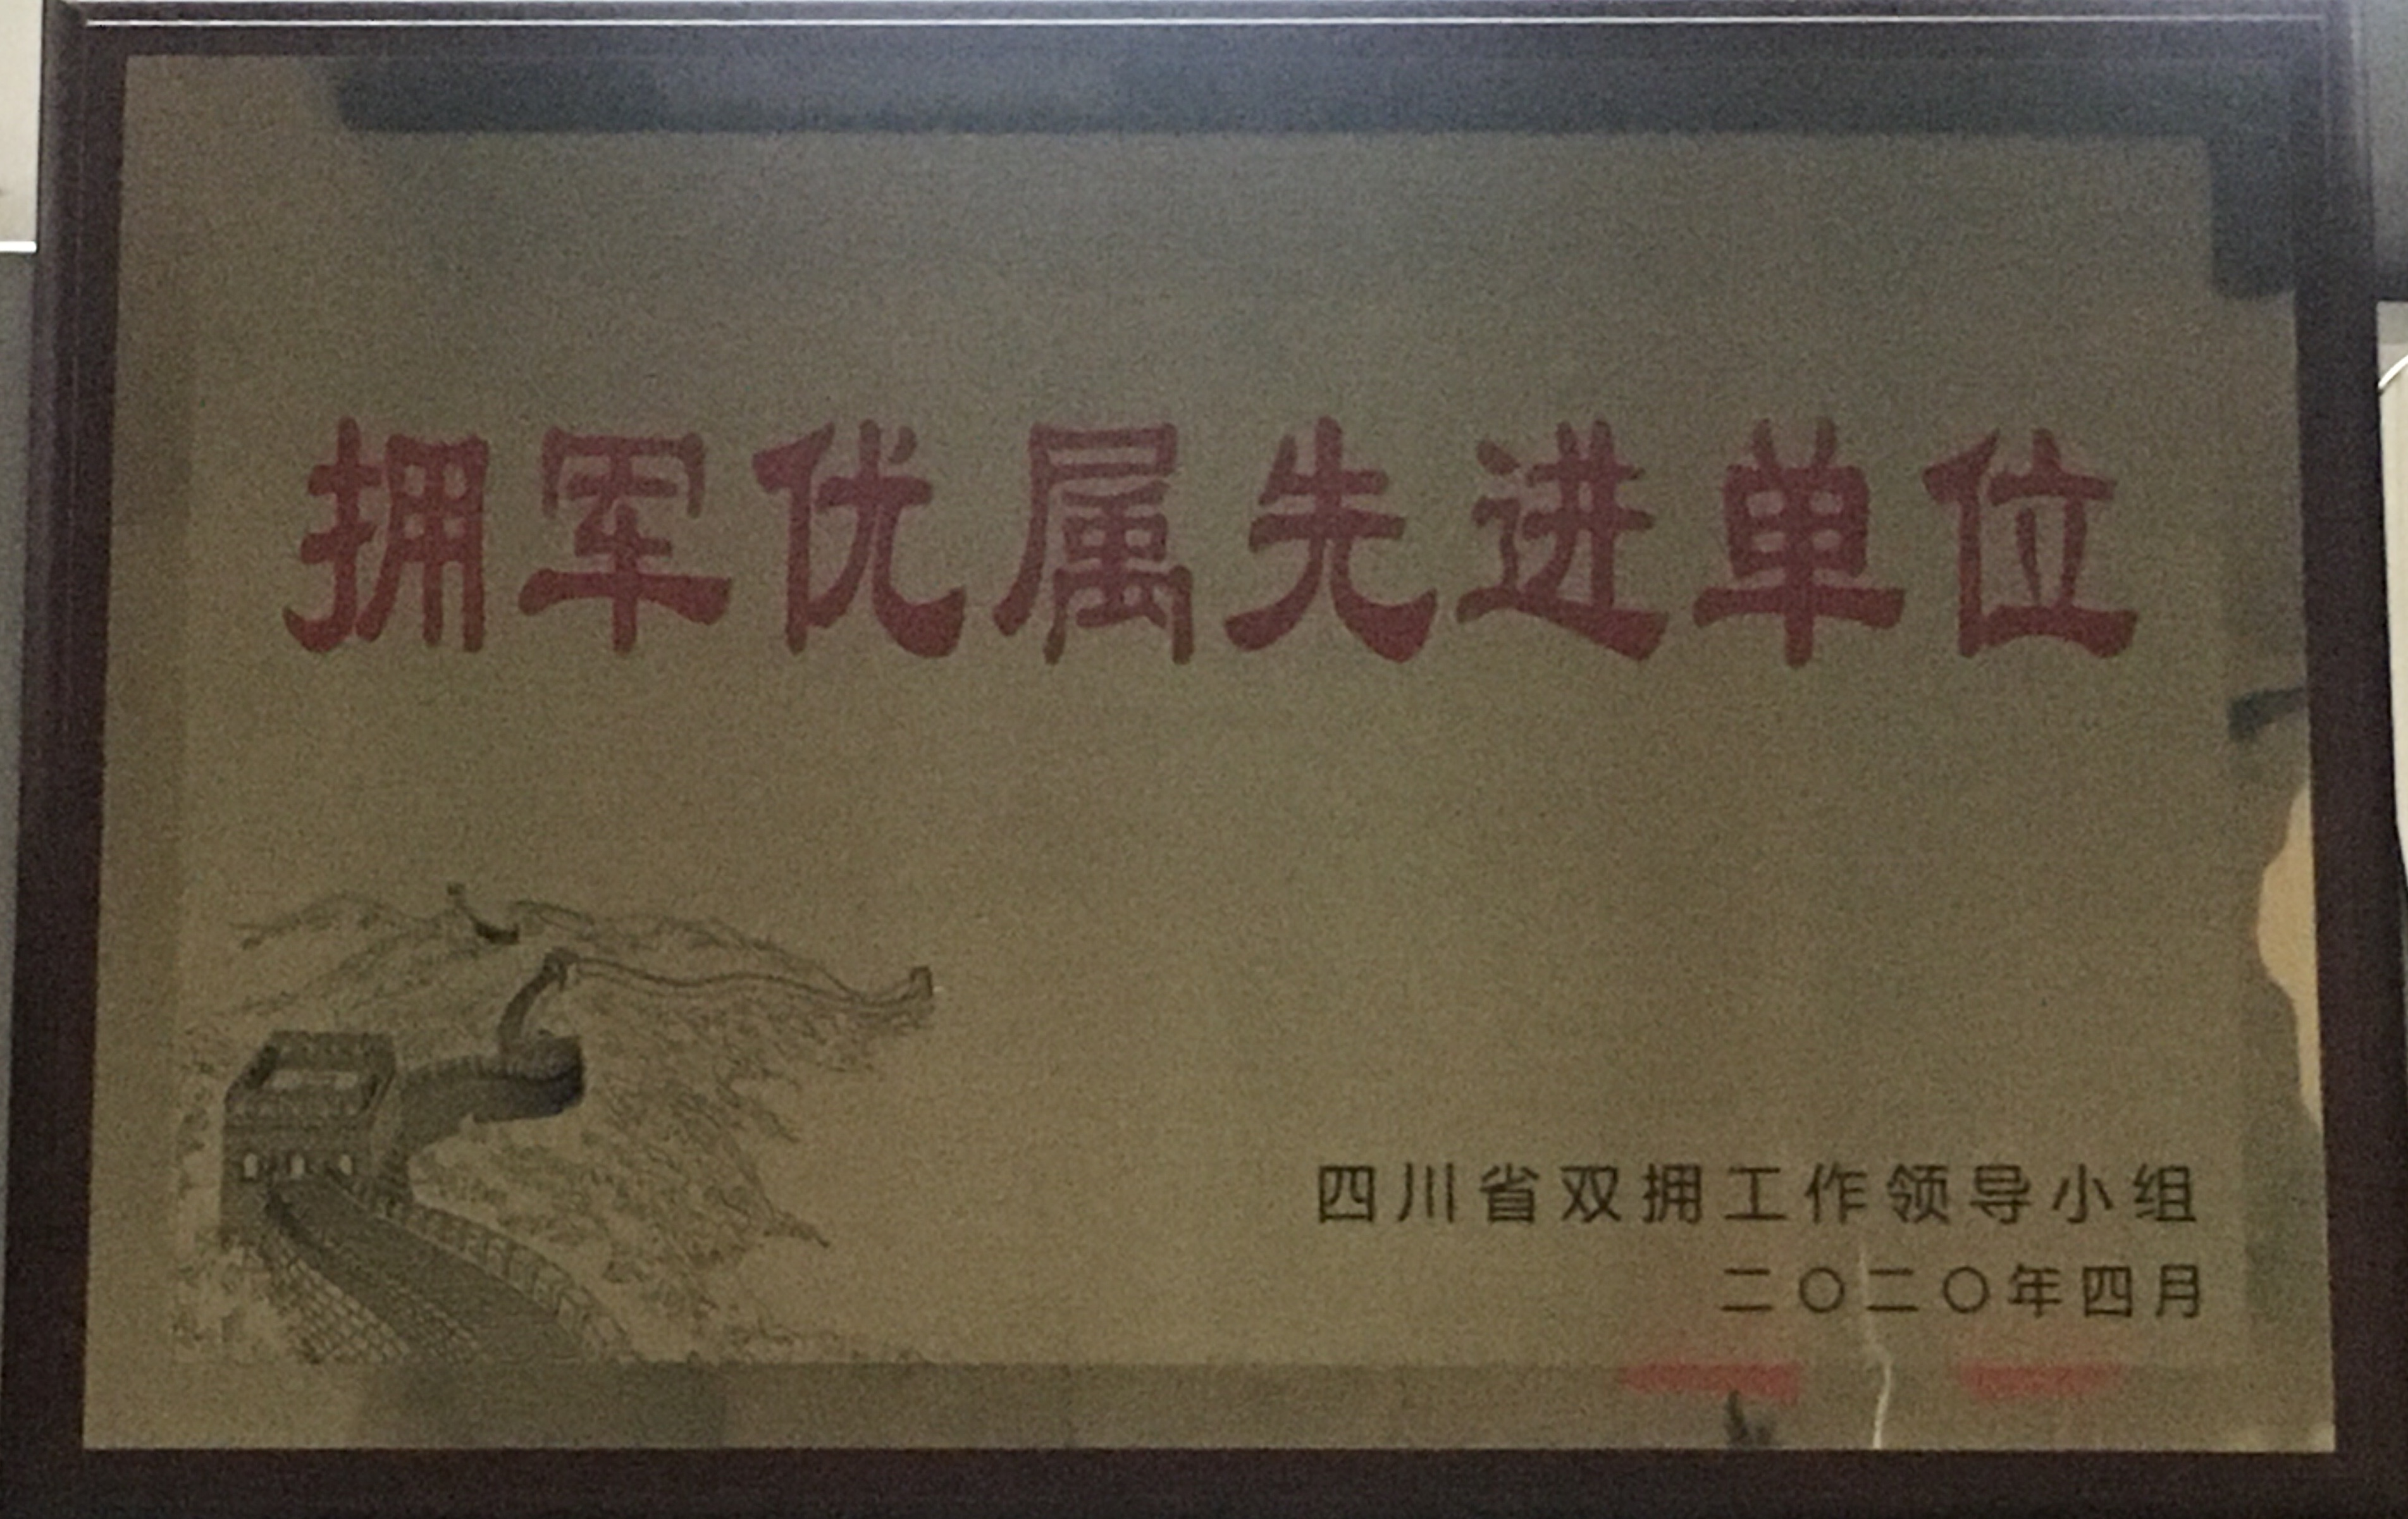 拥军优属先进单位
四川省双拥工作领导小组
二〇二〇年四月